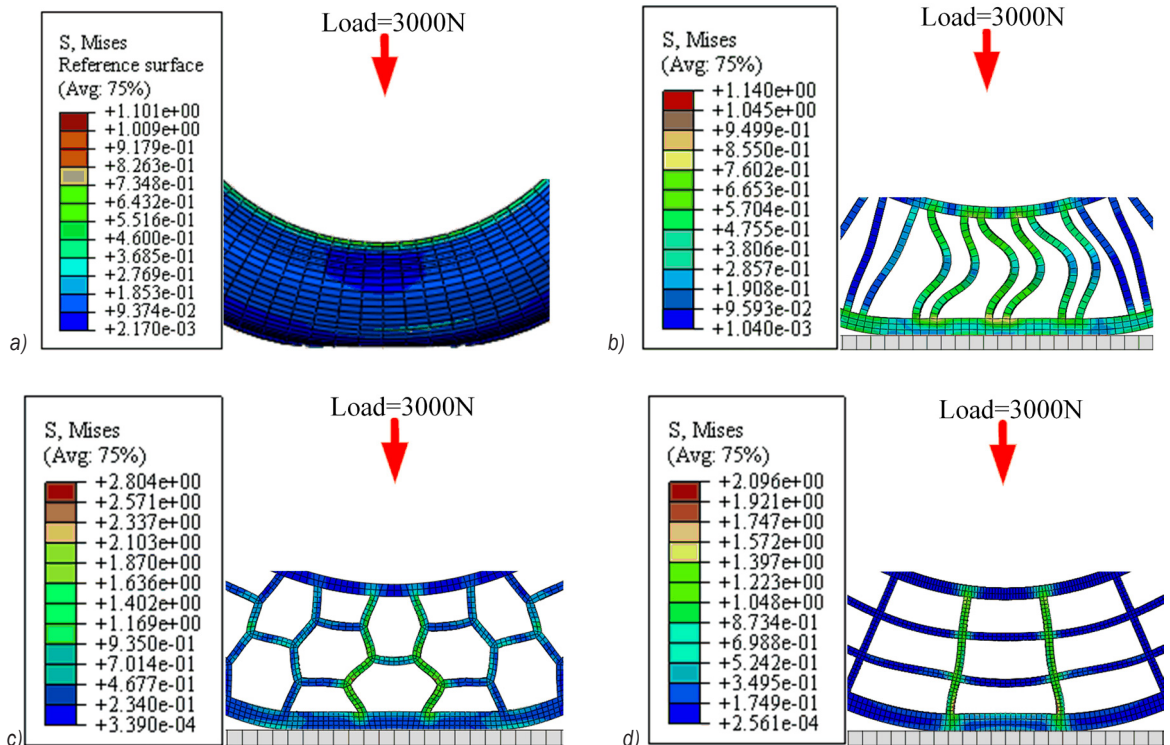 Load=3000N
S, Mises
Reference surface
(Avg: 75%)
+1.101e+00
+1.009e+00
+9.179e-01
+8.263e-01
+7.348e-01
+6.432e-01
+5.516e-01
+4.600e-01
+3.685e-01
+2.769e-01
+1.853e-01
+9.374e-02
+2.170e-03
a)
Load=3000N
S, Mises
(Avg: 75%)
+1.140e+00
+1.045e+00
+9.499e-01
+8.550e-01
+7.602e-01
+6.653e-01
+5.704e-01
+4.755e-01
+3.806e-01
+2.857e-01
+1.908e-01
+9.593e-02
+1.040e-03
b)
Load=3000N
S, Mises
(Avg: 75%)
+2.804e+00
+2.571e+00
+2.337e+00
+2.103e+00
+1.870e+00
+1.636e+00
+1.402e+00
+1.169e+00
+9.350e-01
+7.014e-01
+4.677e-01
+2.340e-01
+3.390e-04
c)
Load=3000N
S, Mises
(Avg: 75%)
+2.096e+00
+1.921e+00
+1.747e+00
+1.572e+00
+1.397e+00
+1.223e+00
+1.048e+00
+8.734e-01
+6.988e-01
+5.242e-01
+3.495e-01
+1.749e-01
+2.561e-04
d)